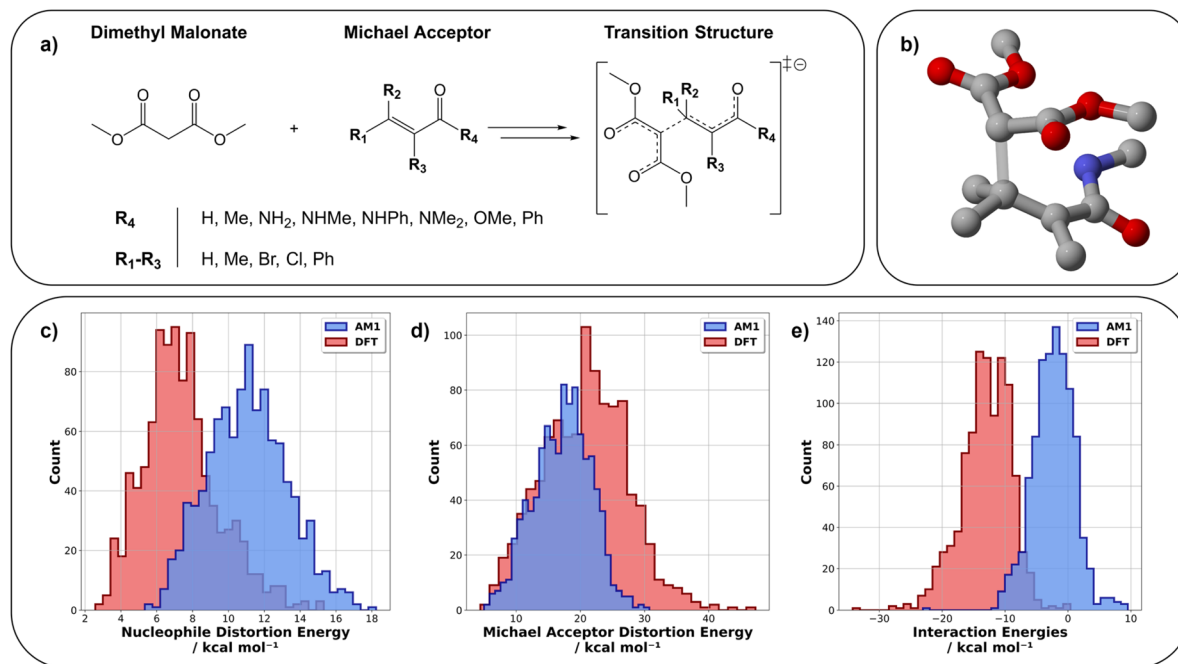 a)
Dimethyl Malonate
Michael Acceptor
Transition Structure
O O
O O
+
R2
O
R1
R4
R3
O
R1
R2
O
O
R4
R3
O
O
‡⊖
R4 H, Me, NH2, NHMe, NHPh, NMe2, OMe, Ph
R1-R3 H, Me, Br, Cl, Ph
b)
c)
AM1
DFT
Count
0
20
40
60
80
2 4 6 8 10 12 14 16 18
Nucleophile Distortion Energy
/ kcal mol⁻¹
d)
AM1
DFT
Count
0
20
40
60
80
100
10 20 30 40
Michael Acceptor Distortion Energy
/ kcal mol⁻¹
e)
AM1
DFT
Count
0
20
40
60
80
100
120
140
−30 −20 −10 0 10
Interaction Energies
/ kcal mol⁻¹